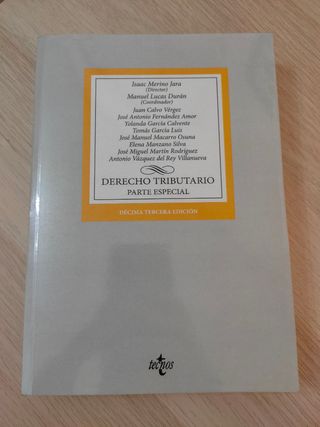 Isaac Merino Jara
(Director)
Manuel Lucas Durán
(Coordinador)
Juan Calvo Vérgez
José Antonio Fernández Amor
Yolanda García Calvente
Tomás García Luis
José Manuel Macarro Osuna
Elena Manzano Silva
José Miguel Martín Rodríguez
Antonio Vázquez del Rey Villanueva
DERECHO TRIBUTARIO
PARTE ESPECIAL
DÉCIMA TERCERA EDICIÓN
tecnos